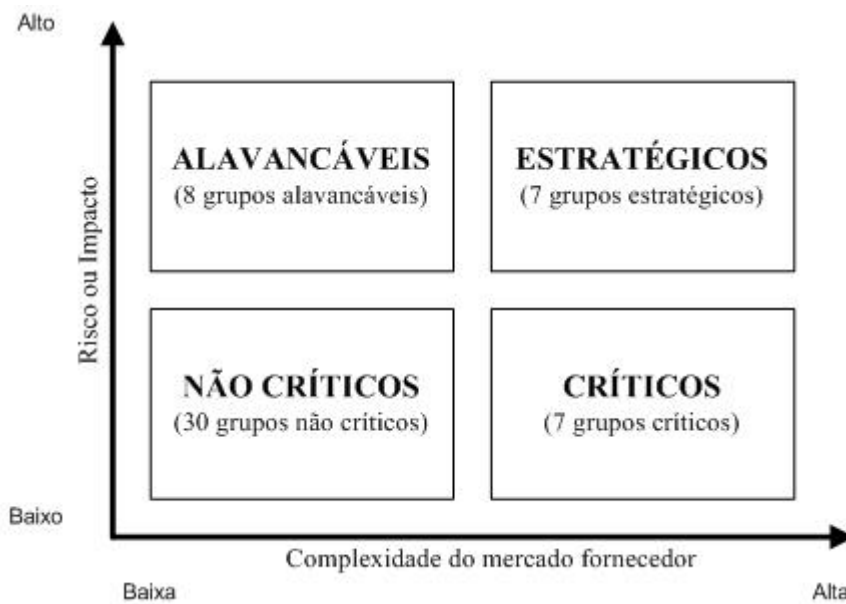 Alto
ALAVANCÁVEIS
(8 grupos alavancáveis)
ESTRATÉGICOS
(7 grupos estratégicos)
Risco ou Impacto
NÃO CRÍTICOS
(30 grupos não críticos)
CRÍTICOS
(7 grupos críticos)
Baixo
Complexidade do mercado fornecedor
Baixa
Alta